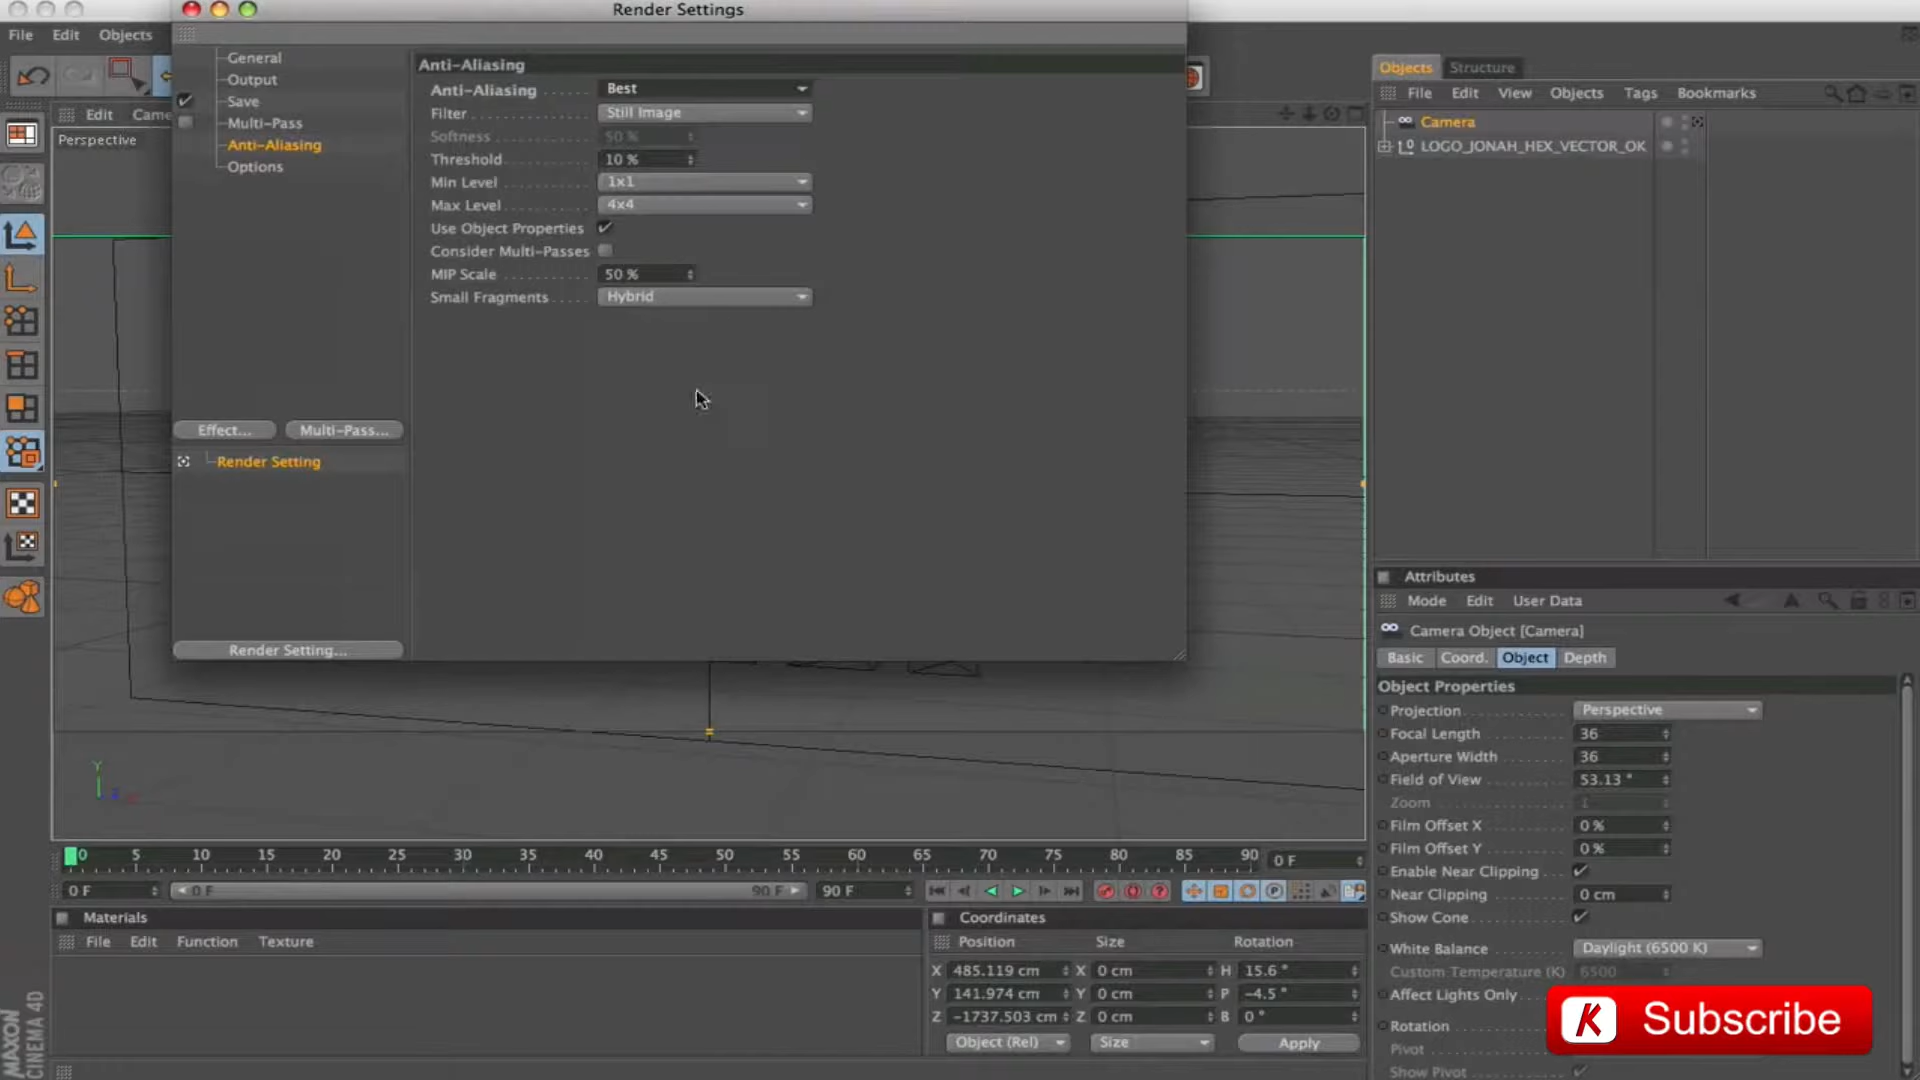 Render Settings
File Edit Objects
General
Output
Save
Multi-Pass
Anti-Aliasing
Options
Effect... Multi-Pass...
Render Setting
Render Setting...
Anti-Aliasing
Anti-Aliasing Best
Filter Still Image
Softness 50 %
Threshold 10 %
Min Level 1x1
Max Level 4x4
Use Object Properties
Consider Multi-Passes
MIP Scale 50 %
Small Fragments Hybrid
Edit Came
Perspective
Y
Objects Structure
File Edit View Objects Tags Bookmarks
Camera
LOGO_JONAH_HEX_VECTOR_OK
Attributes
Mode Edit User Data
Camera Object [Camera]
Basic Coord. Object Depth
Object Properties
Projection Perspective
Focal Length 36
Aperture Width 36
Field of View 53.13 °
Zoom 1
Film Offset X 0 %
Film Offset Y 0 %
Enable Near Clipping
Near Clipping 0 cm
Show Cone
White Balance Daylight (6500 K)
Custom Temperature (K) 6500
Affect Lights Only
Rotation
Pivot
Show Pivot
K Subscribe
0 5 10 15 20 25 30 35 40 45 50 55 60 65 70 75 80 85 90 0 F
0 F 0 F 90 F 90 F
Materials
File Edit Function Texture
Coordinates
Position Size Rotation
X 485.119 cm X 0 cm H 15.6 °
Y 141.974 cm Y 0 cm P -4.5 °
Z -1737.503 cm Z 0 cm B 0 °
Object (Rel) Size Apply
MAXON
CINEMA 4D